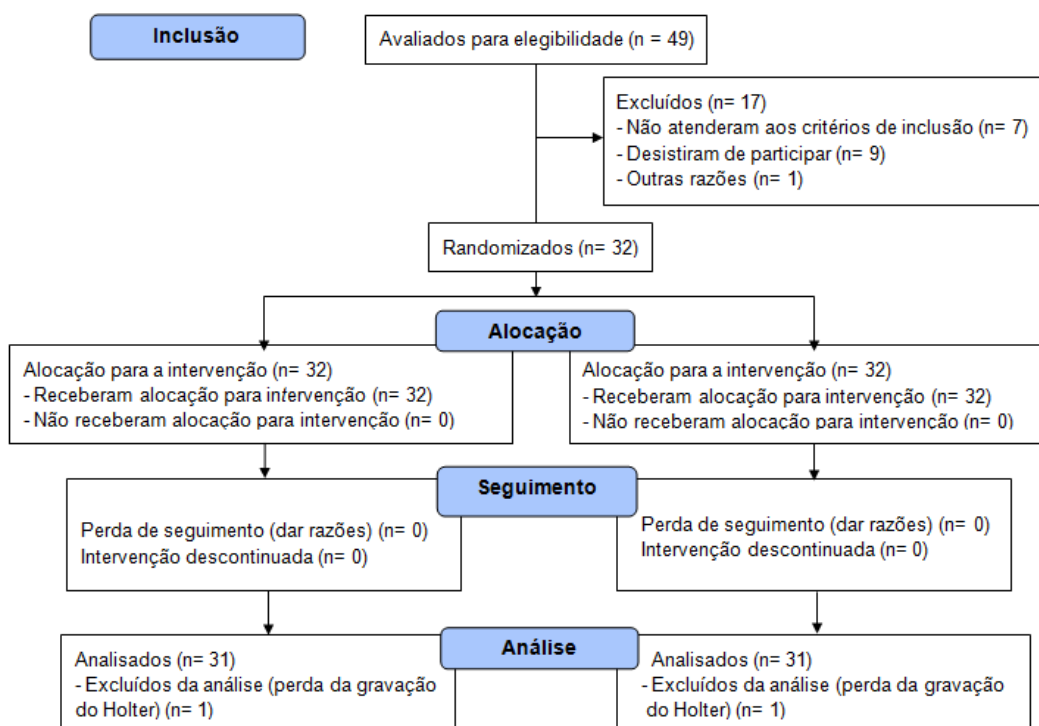 Inclusão
Avaliados para elegibilidade (n = 49)
Excluídos (n= 17)
- Não atenderam aos critérios de inclusão (n= 7)
- Desistiram de participar (n= 9)
- Outras razões (n= 1)
Randomizados (n= 32)
Alocação
Alocação para a intervenção (n= 32)
- Receberam alocação para intervenção (n= 32)
- Não receberam alocação para intervenção (n= 0)
Alocação para a intervenção (n= 32)
- Receberam alocação para intervenção (n= 32)
- Não receberam alocação para intervenção (n= 0)
Seguimento
Perda de seguimento (dar razões) (n= 0)
Intervenção descontinuada (n= 0)
Perda de seguimento (dar razões) (n= 0)
Intervenção descontinuada (n= 0)
Análise
Analisados (n= 31)
- Excluídos da análise (perda da gravação
do Holter) (n= 1)
Analisados (n= 31)
- Excluídos da análise (perda da gravação
do Holter) (n= 1)